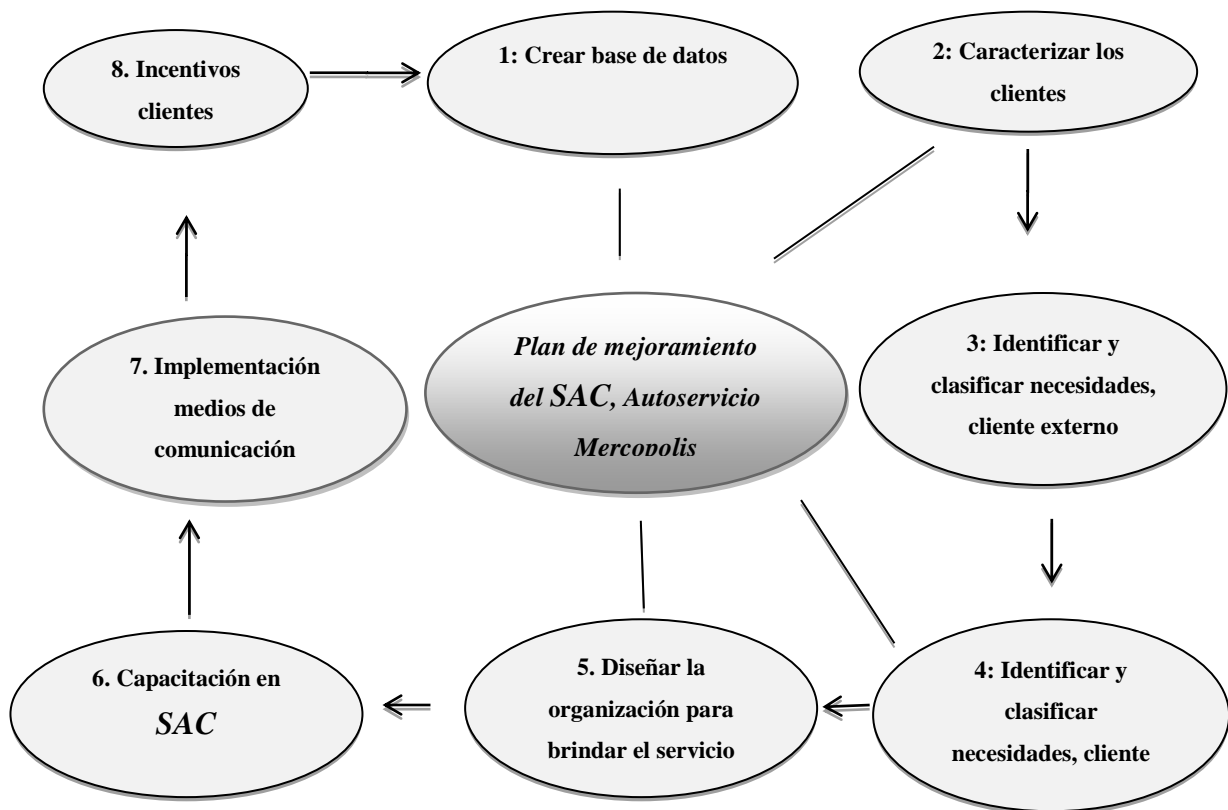 8. Incentivos
clientes
1: Crear base de datos
2: Caracterizar los
clientes
7. Implementación
medios de
comunicación
Plan de mejoramiento
del SAC, Autoservicio
Mercopolis
3: Identificar y
clasificar necesidades,
cliente externo
6. Capacitación en
SAC
5. Diseñar la
organización para
brindar el servicio
4: Identificar y
clasificar
necesidades, cliente